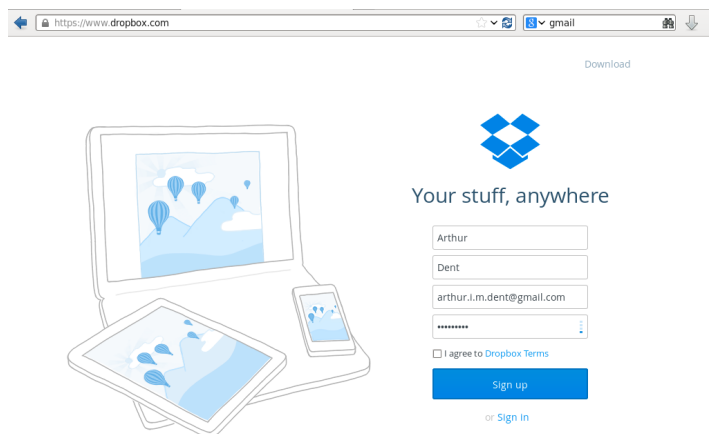 https://www.dropbox.com
8 gmail
Download
Your stuff, anywhere
Arthur
Dent
arthur.i.m.dent@gmail.com
•••••••••
I agree to Dropbox Terms
Sign up
or Sign in